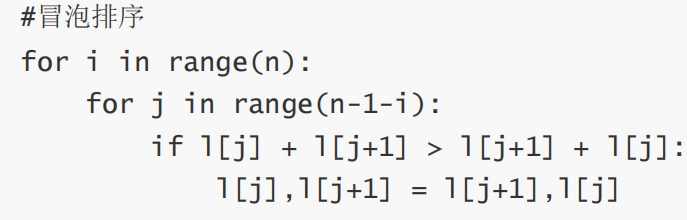 #冒泡排序
for i in range(n):
    for j in range(n-1-i):
        if l[j] + l[j+1] > l[j+1] + l[j]:
            l[j],l[j+1] = l[j+1],l[j]